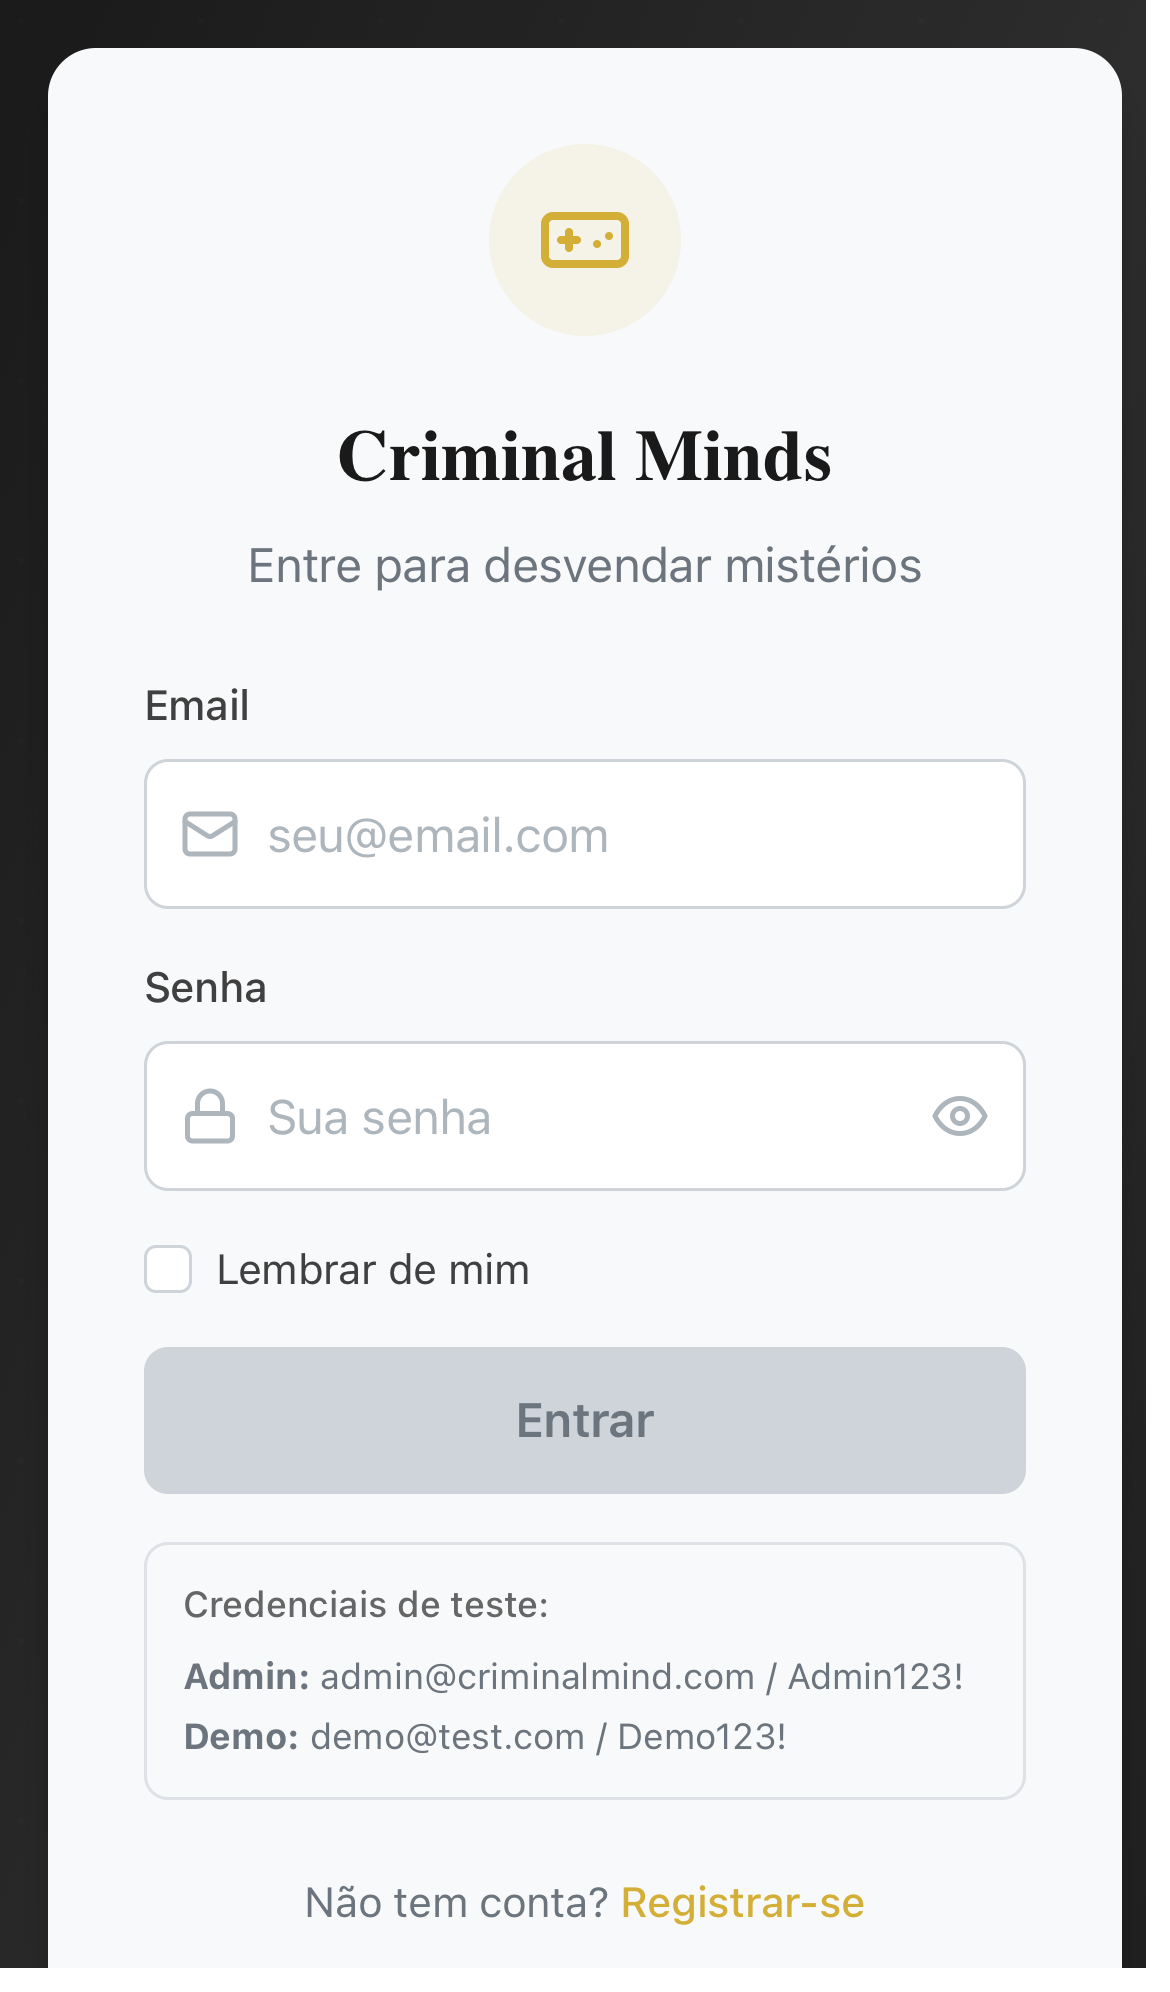 Criminal Minds
Entre para desvendar mistérios
Email
seu@email.com
Senha
Sua senha
Lembrar de mim
Entrar
Credenciais de teste:
Admin: admin@criminalmind.com / Admin123!
Demo: demo@test.com / Demo123!
Não tem conta? Registrar-se